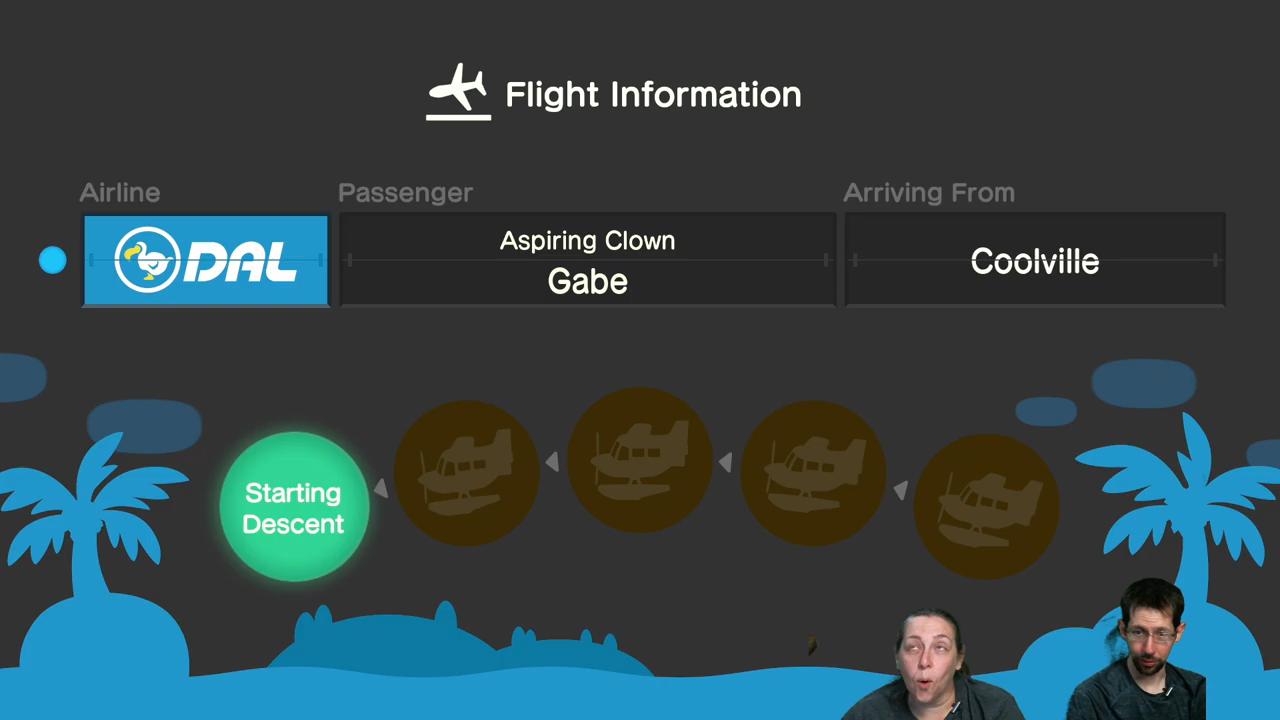 Flight Information
Airline
Passenger
Arriving From
DAL
Aspiring Clown
Gabe
Coolville
Starting
Descent